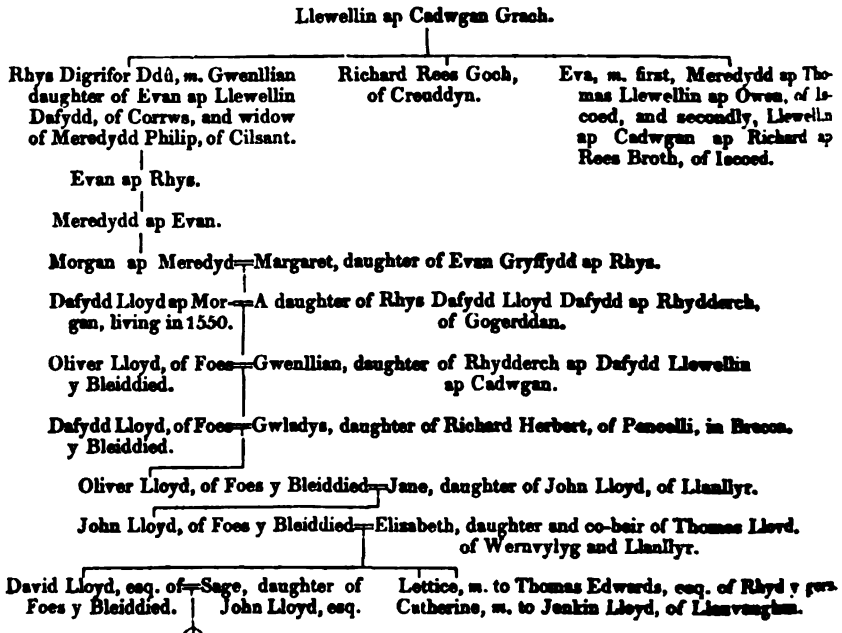 Llewellin ap Cadwgan Grach.
Rhys Digrifor Ddû, m. Gwenllian
daughter of Evan ap Llewellin
Dafydd, of Corrws, and widow
of Meredydd Philip, of Cilsant.
Richard Rees Goch,
of Creuddyn.
Eva, m. first, Meredydd ap Tho-
mas Llewellin ap Owen, of Is-
coed, and secondly, Llewellin
ap Cadwgan ap Richard ap
Rees Broth, of Iscoed.
Evan ap Rhys.
Meredydd ap Evan.
Morgan ap Meredyd=Margaret, daughter of Evan Gryffydd ap Rhys.
Dafydd Lloyd ap Mor-=A daughter of Rhys Dafydd Lloyd Dafydd ap Rhydderch,
gan, living in 1550. of Gogerddan.
Oliver Lloyd, of Foes=Gwenllian, daughter of Rhydderch ap Dafydd Llewellin
y Bleiddied. ap Cadwgan.
Dafydd Lloyd, of Foes=Gwladys, daughter of Richard Herbert, of Pencelli, in Brecon.
y Bleiddied.
Oliver Lloyd, of Foes y Bleiddied=Jane, daughter of John Lloyd, of Llanllyr.
John Lloyd, of Foes y Bleiddied=Elizabeth, daughter and co-heir of Thomas Lloyd,
of Wernvylyg and Llanllyr.
David Lloyd, esq. of=Sage, daughter of
Foes y Bleiddied. John Lloyd, esq.
Lettice, m. to Thomas Edwards, esq. of Rhyd y gors.
Catherine, m. to Jenkin Lloyd, of Llanvaughan.